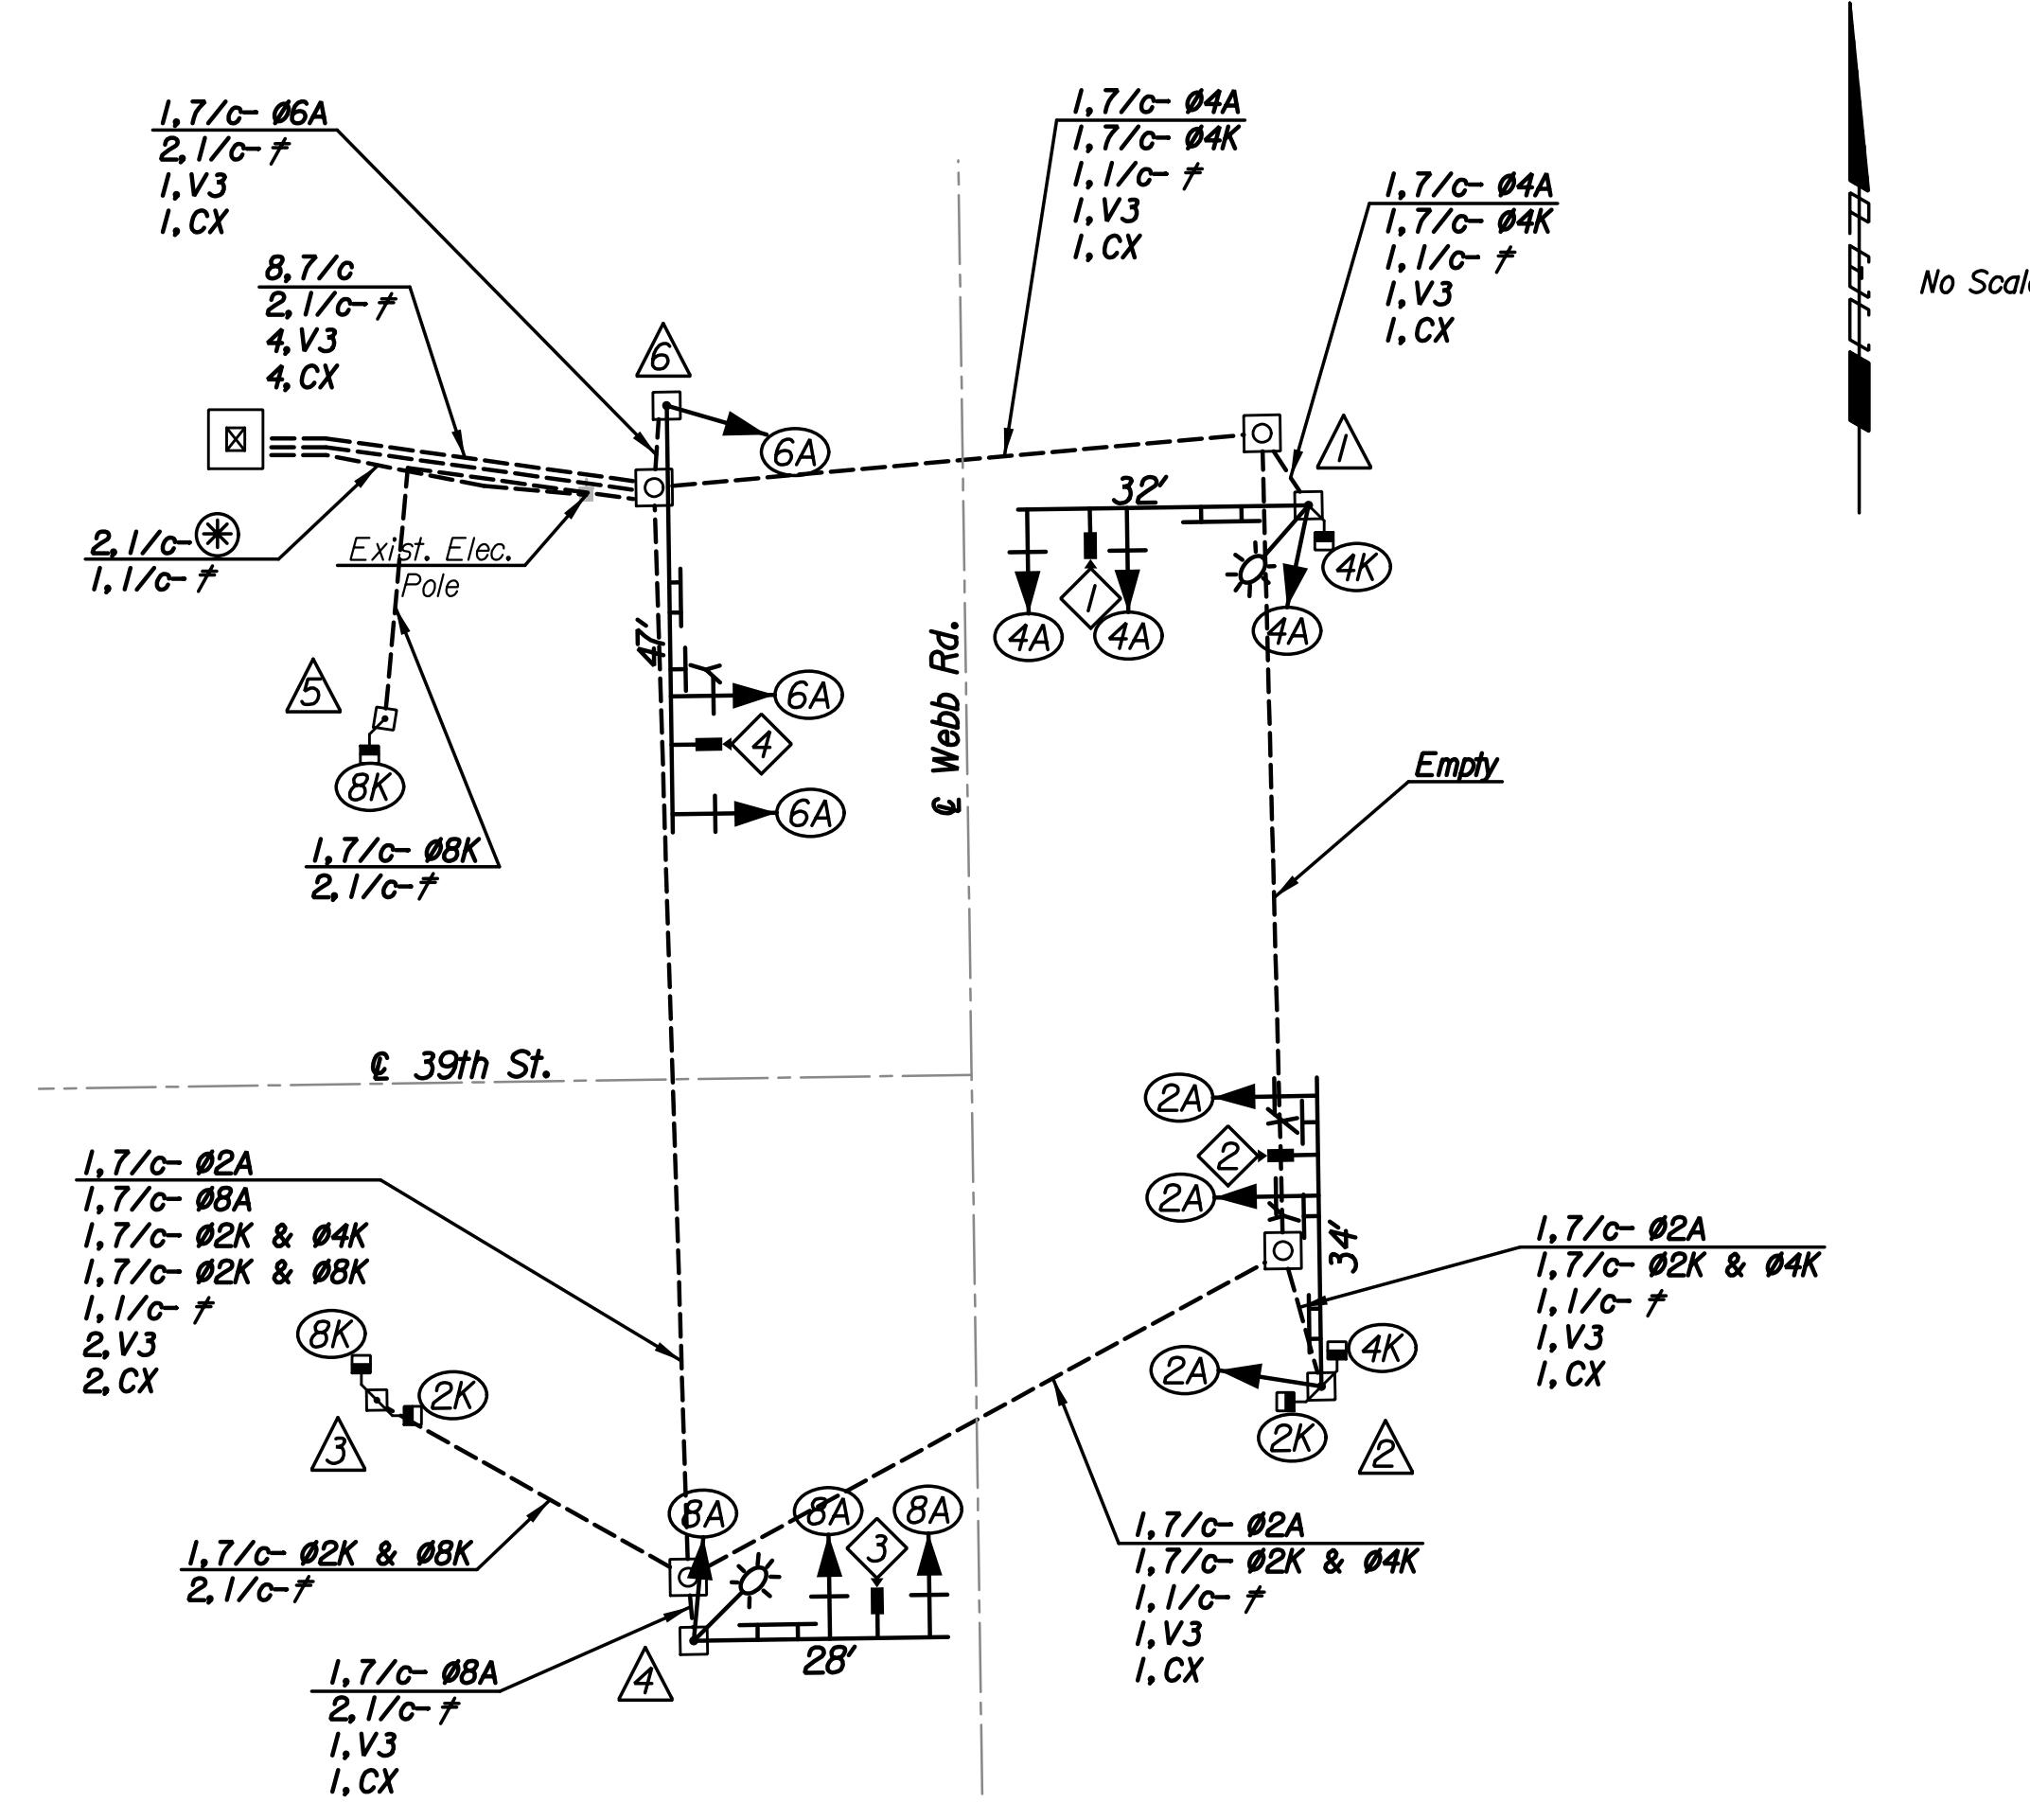 1, 7/c- Ø6A
2, 1/c- ≠
1, V3
1, CX
8, 7/c
2, 1/c- ≠
4, V3
4, CX
2, 1/c-
1, 1/c- ≠
Exist. Elec.
Pole
6
6A
1, 7/c- Ø4A
1, 7/c- Ø4K
1, 1/c- ≠
1, V3
1, CX
1, 7/c- Ø4A
1, 7/c- Ø4K
1, 1/c- ≠
1, V3
1, CX
No Scale
1
32'
4K
4A
1
4A
4A
47'
6A
4
6A
5
8K
1, 7/c- Ø8K
2, 1/c- ≠
℄ Webb Rd.
Empty
℄ 39th St.
2A
2
2A
34'
1, 7/c- Ø2A
1, 7/c- Ø8A
1, 7/c- Ø2K & Ø4K
1, 7/c- Ø2K & Ø8K
1, 1/c- ≠
2, V3
2, CX
1, 7/c- Ø2A
1, 7/c- Ø2K & Ø4K
1, 1/c- ≠
1, V3
1, CX
8K
2K
3
2A
4K
2K
2
8A
8A
3
8A
1, 7/c- Ø2K & Ø8K
2, 1/c- ≠
1, 7/c- Ø2A
1, 7/c- Ø2K & Ø4K
1, 1/c- ≠
1, V3
1, CX
28'
4
1, 7/c- Ø8A
2, 1/c- ≠
1, V3
1, CX